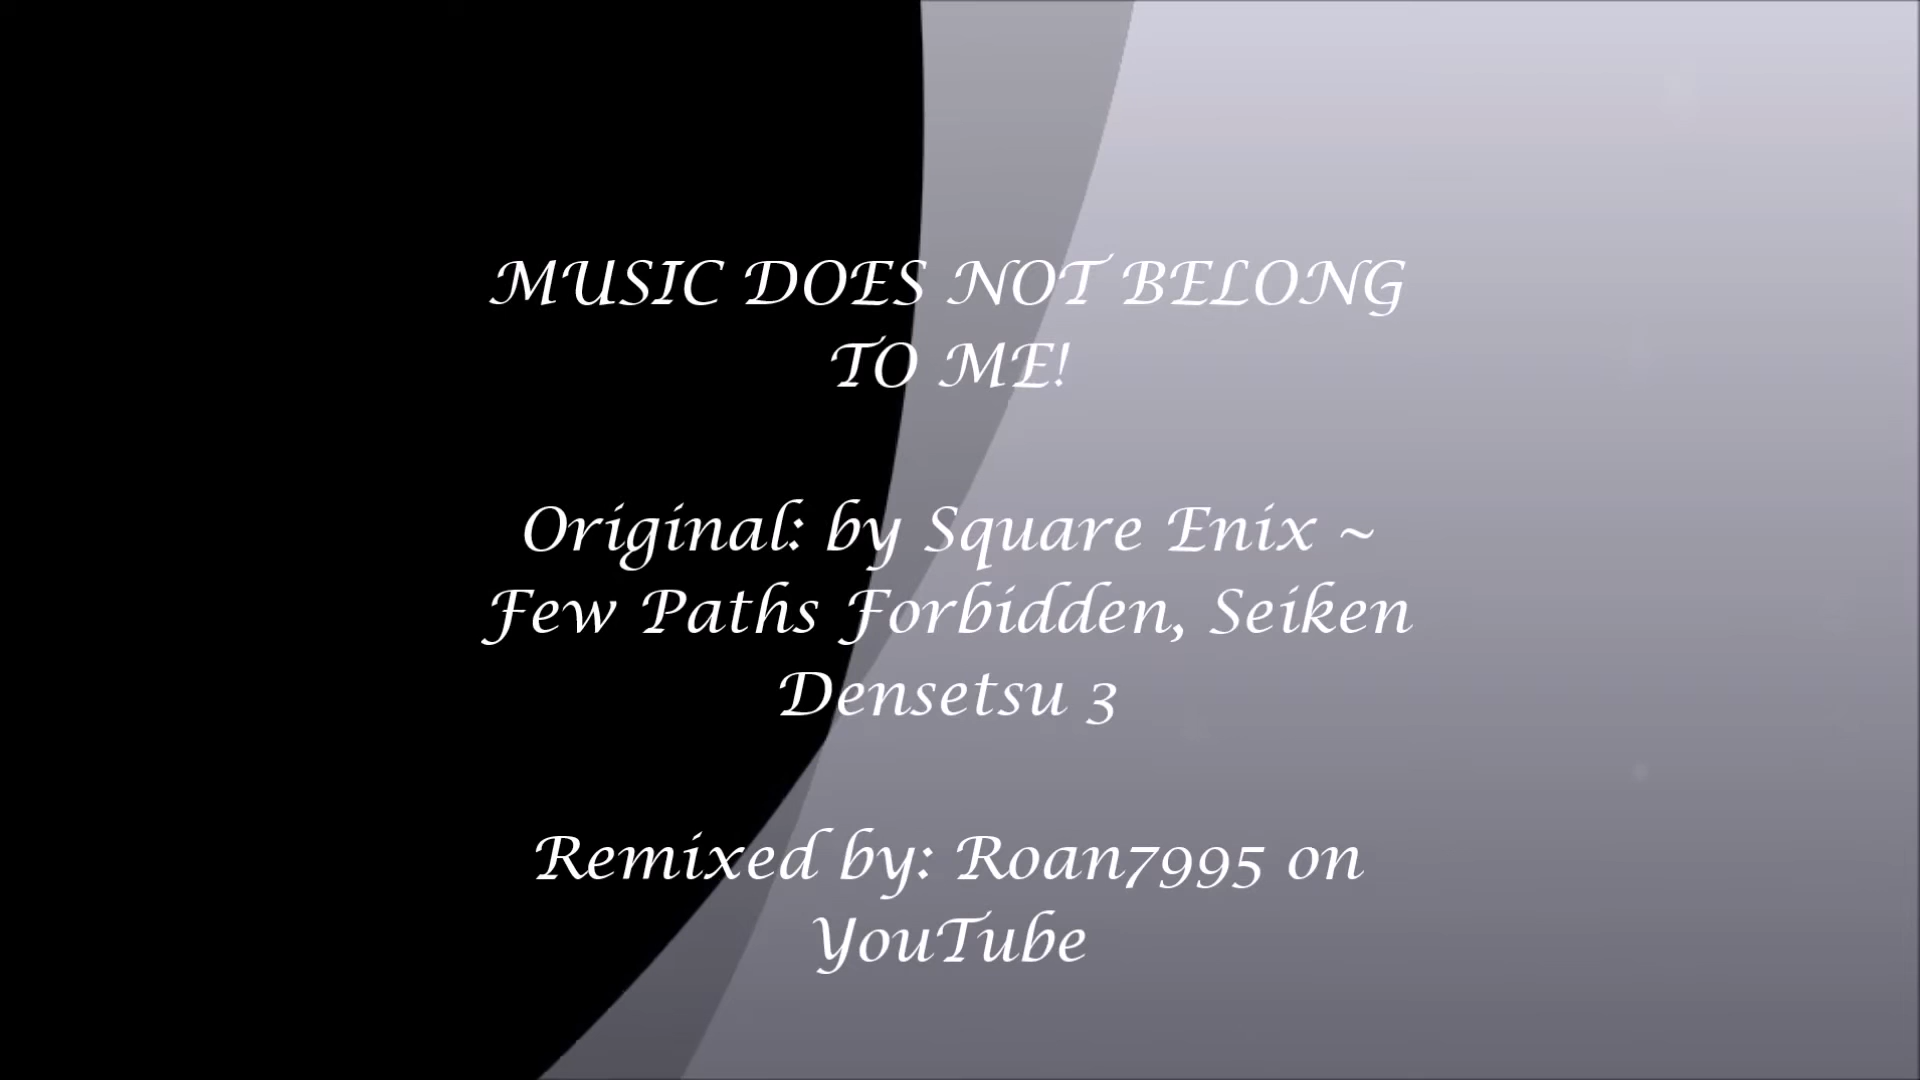 MUSIC DOES NOT BELONG
TO ME!
Original: by Square Enix ~
Few Paths Forbidden, Seiken
Densetsu 3
Remixed by: Roan7995 on
YouTube